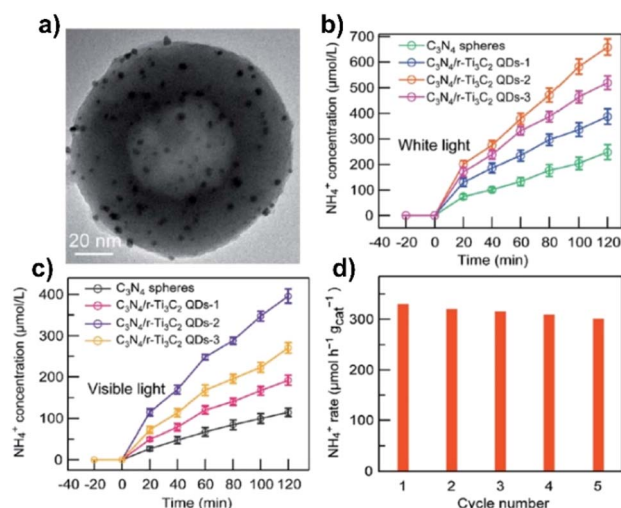 a)
20 nm
b)
NH₄⁺ concentration (μmol/L)
700
600
500
400
300
200
100
0
C₃N₄ spheres
C₃N₄/r-Ti₃C₂ QDs-1
C₃N₄/r-Ti₃C₂ QDs-2
C₃N₄/r-Ti₃C₂ QDs-3
White light
-40 -20 0 20 40 60 80 100 120
Time (min)
c)
NH₄⁺ concentration (μmol/L)
400
300
200
100
0
C₃N₄ spheres
C₃N₄/r-Ti₃C₂ QDs-1
C₃N₄/r-Ti₃C₂ QDs-2
C₃N₄/r-Ti₃C₂ QDs-3
Visible light
-40 -20 0 20 40 60 80 100 120
Time (min)
d)
NH₄⁺ rate (μmol h⁻¹ gcat⁻¹)
400
300
200
100
0
1 2 3 4 5
Cycle number